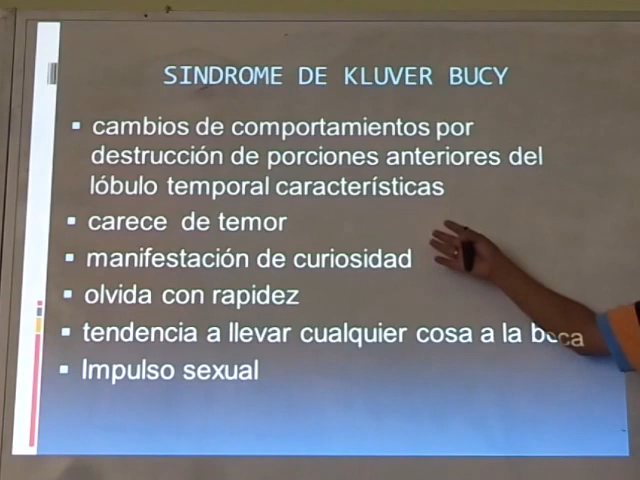 SINDROME DE KLUVER BUCY
▪ cambios de comportamientos por
destrucción de porciones anteriores del
lóbulo temporal características
▪ carece de temor
▪ manifestación de curiosidad
▪ olvida con rapidez
▪ tendencia a llevar cualquier cosa a la boca
▪ Impulso sexual